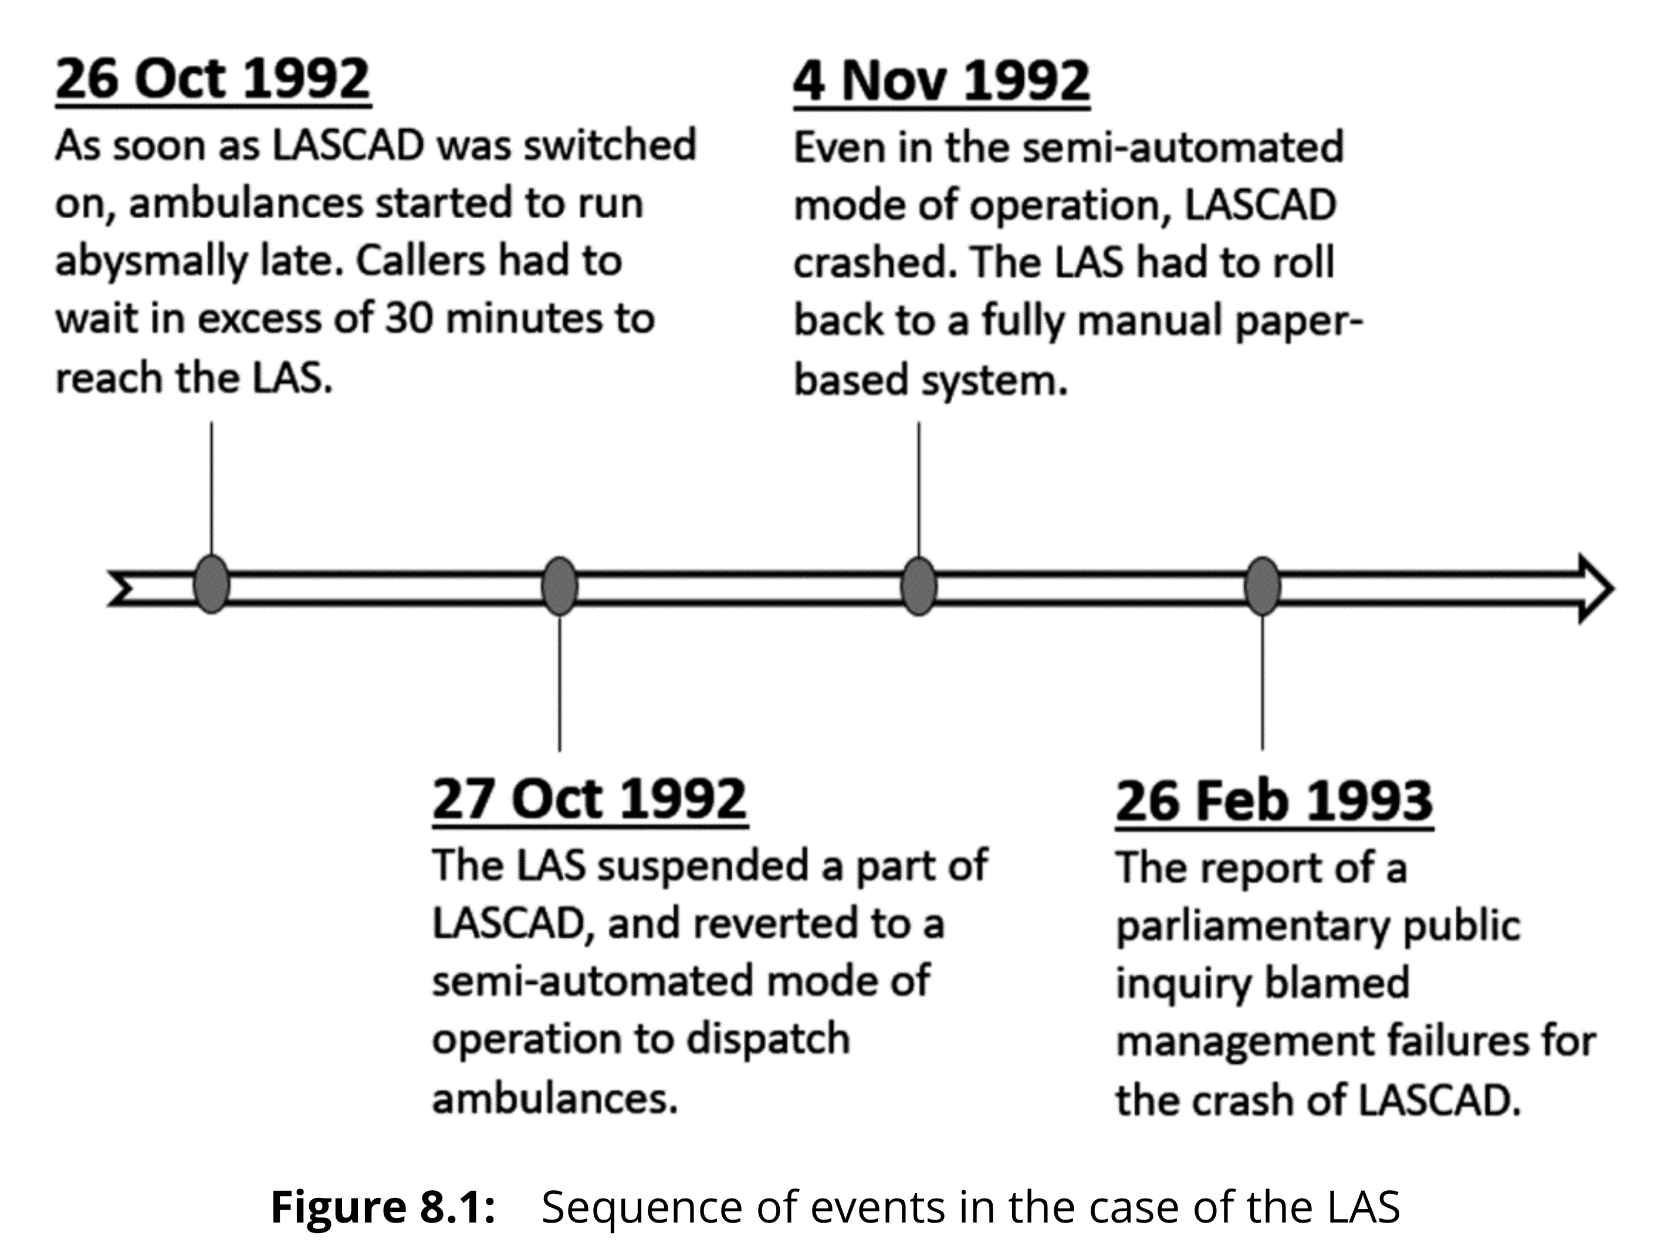 26 Oct 1992
As soon as LASCAD was switched
on, ambulances started to run
abysmally late. Callers had to
wait in excess of 30 minutes to
reach the LAS.
4 Nov 1992
Even in the semi-automated
mode of operation, LASCAD
crashed. The LAS had to roll
back to a fully manual paper-
based system.
27 Oct 1992
The LAS suspended a part of
LASCAD, and reverted to a
semi-automated mode of
operation to dispatch
ambulances.
26 Feb 1993
The report of a
parliamentary public
inquiry blamed
management failures for
the crash of LASCAD.
Figure 8.1: Sequence of events in the case of the LAS